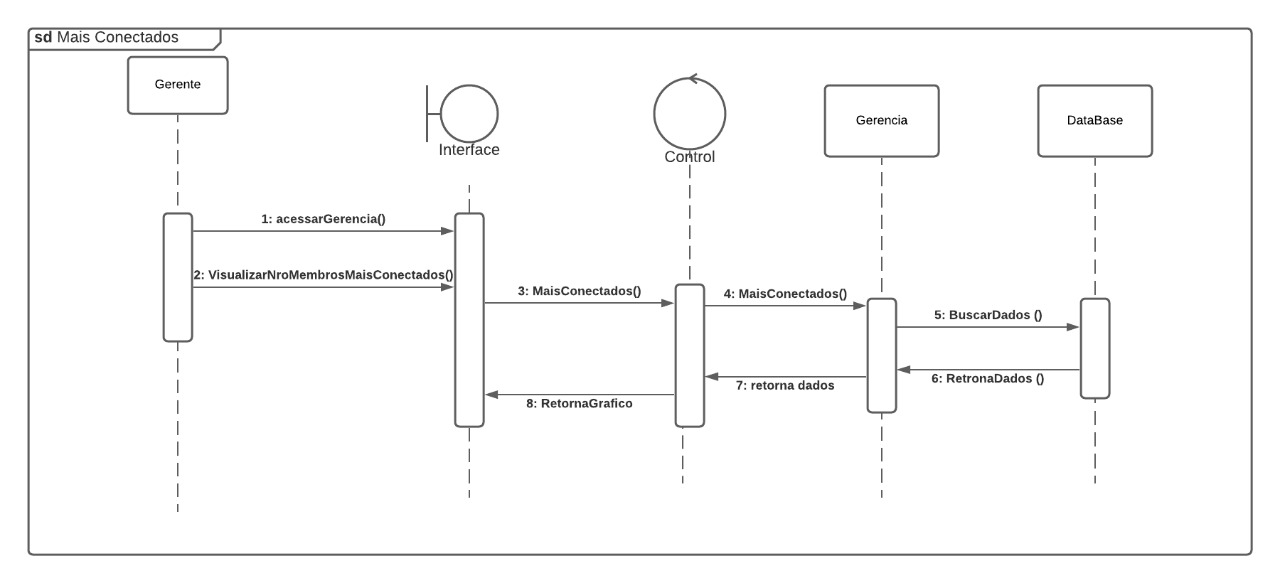 sd Mais Conectados
Gerente
Interface
Control
Gerencia
DataBase
1: acessarGerencia()
2: VisualizarNroMembrosMaisConectados()
3: MaisConectados()
4: MaisConectados()
5: BuscarDados ()
6: RetronaDados ()
7: retorna dados
8: RetornaGrafico